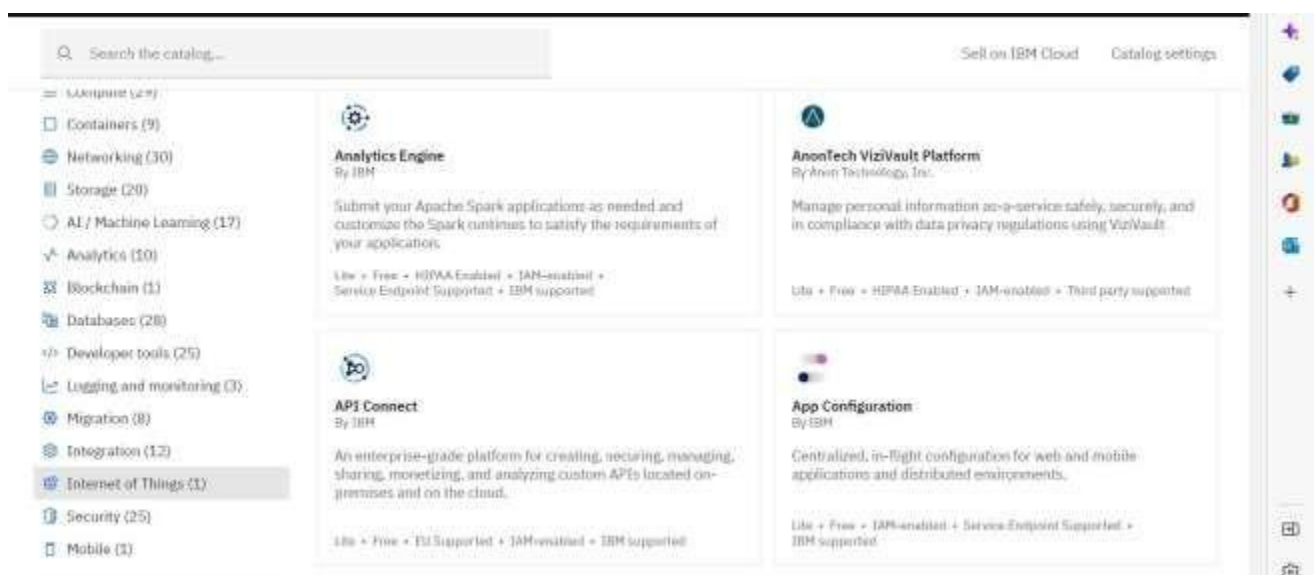 Search the catalog...
Sell on IBM Cloud
Catalog settings
Compute (29)
Containers (9)
Networking (30)
Storage (20)
AI / Machine Learning (17)
Analytics (10)
Blockchain (1)
Databases (28)
Developer tools (25)
Logging and monitoring (3)
Migration (8)
Integration (12)
Internet of Things (1)
Security (25)
Mobile (1)
Analytics Engine
By IBM
Submit your Apache Spark applications as needed and
customize the Spark runtimes to satisfy the requirements of
your application.
Lite • Free • HIPAA Enabled • IAM-enabled •
Service Endpoint Supported • IBM supported
AnonTech ViziVault Platform
By Anon Technology, Inc.
Manage personal information as-a-service safely, securely, and
in compliance with data privacy regulations using ViziVault
Lite • Free • HIPAA Enabled • IAM-enabled • Third party supported
API Connect
By IBM
An enterprise-grade platform for creating, securing, managing,
sharing, monetizing, and analyzing custom APIs located on-
premises and on the cloud.
Lite • Free • EU Supported • IAM-enabled • IBM supported
App Configuration
By IBM
Centralized, in-flight configuration for web and mobile
applications and distributed environments.
Lite • Free • IAM-enabled • Service Endpoint Supported •
IBM supported